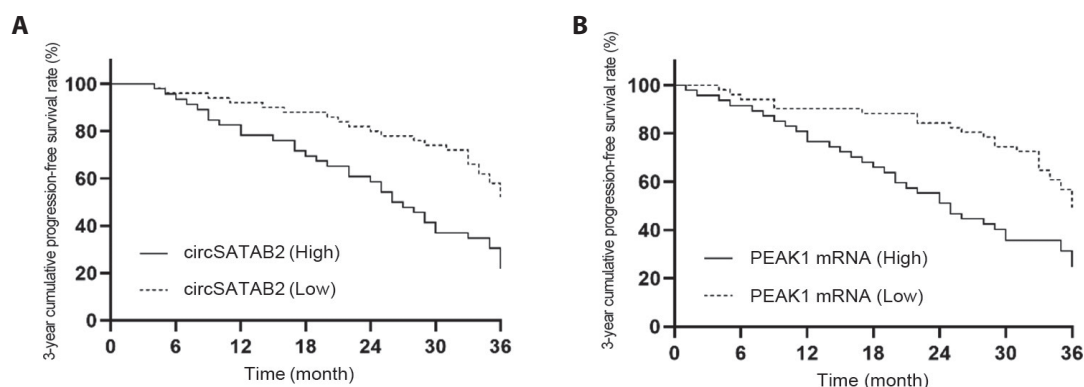 A
3-year cumulative progression-free survival rate (%)
100
80
60
40
20
0
circSATAB2 (High)
circSATAB2 (Low)
0 6 12 18 24 30 36
Time (month)
B
3-year cumulative progression-free survival rate (%)
100
80
60
40
20
0
PEAK1 mRNA (High)
PEAK1 mRNA (Low)
0 6 12 18 24 30 36
Time (month)